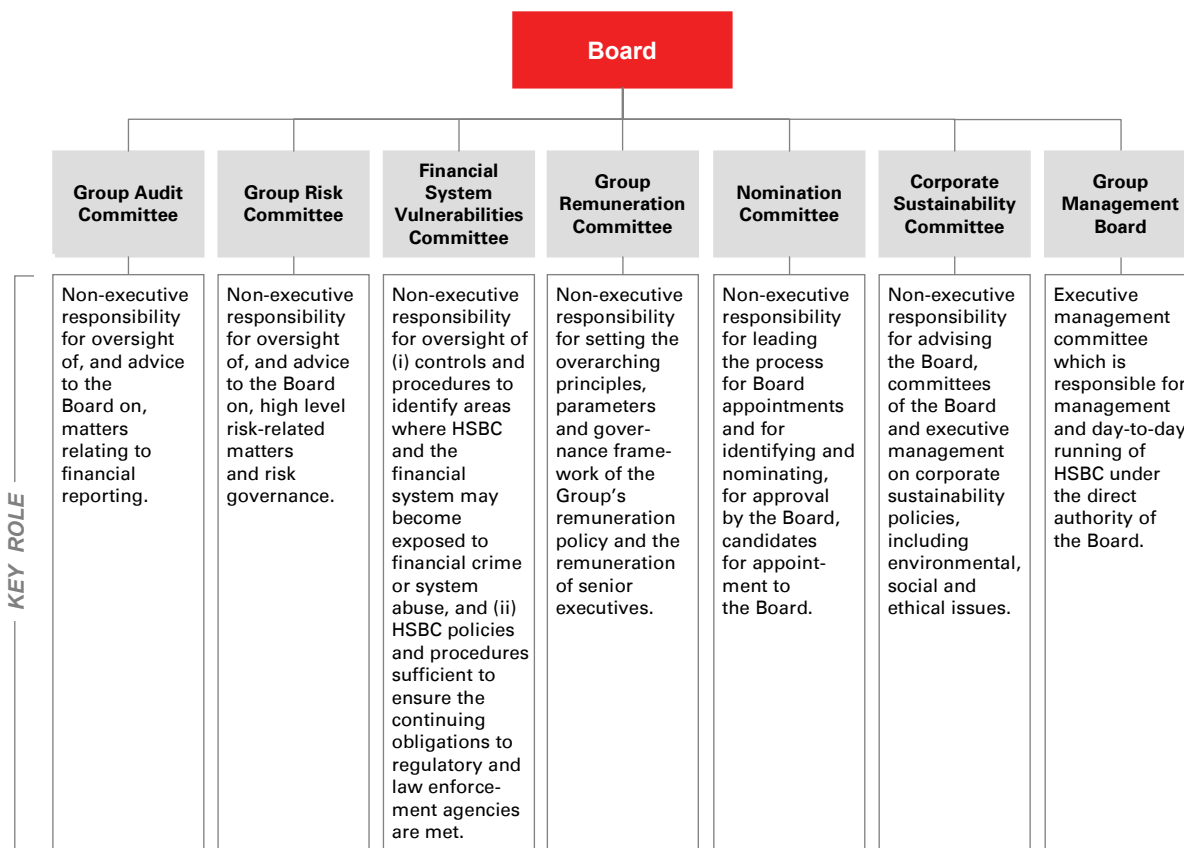 Board
Group Audit
Committee
Group Risk
Committee
Financial
System
Vulnerabilities
Committee
Group
Remuneration
Committee
Nomination
Committee
Corporate
Sustainability
Committee
Group
Management
Board
KEY ROLE
Non-executive
responsibility
for oversight
of, and advice
to the
Board on,
matters
relating to
financial
reporting.
Non-executive
responsibility
for oversight
of, and advice
to the Board
on, high level
risk-related
matters
and risk
governance.
Non-executive
responsibility
for oversight of
(i) controls and
procedures to
identify areas
where HSBC
and the
financial
system may
become
exposed to
financial crime
or system
abuse, and (ii)
HSBC policies
and procedures
sufficient to
ensure the
continuing
obligations to
regulatory and
law enforce-
ment agencies
are met.
Non-executive
responsibility
for setting the
overarching
principles,
parameters
and gover-
nance frame-
work of the
Group's
remuneration
policy and the
remuneration
of senior
executives.
Non-executive
responsibility
for leading
the process
for Board
appointments
and for
identifying and
nominating,
for approval
by the Board,
candidates
for appoint-
ment to
the Board.
Non-executive
responsibility
for advising
the Board,
committees
of the Board
and executive
management
on corporate
sustainability
policies,
including
environmental,
social and
ethical issues.
Executive
management
committee
which is
responsible for
management
and day-to-day
running of
HSBC under
the direct
authority of
the Board.